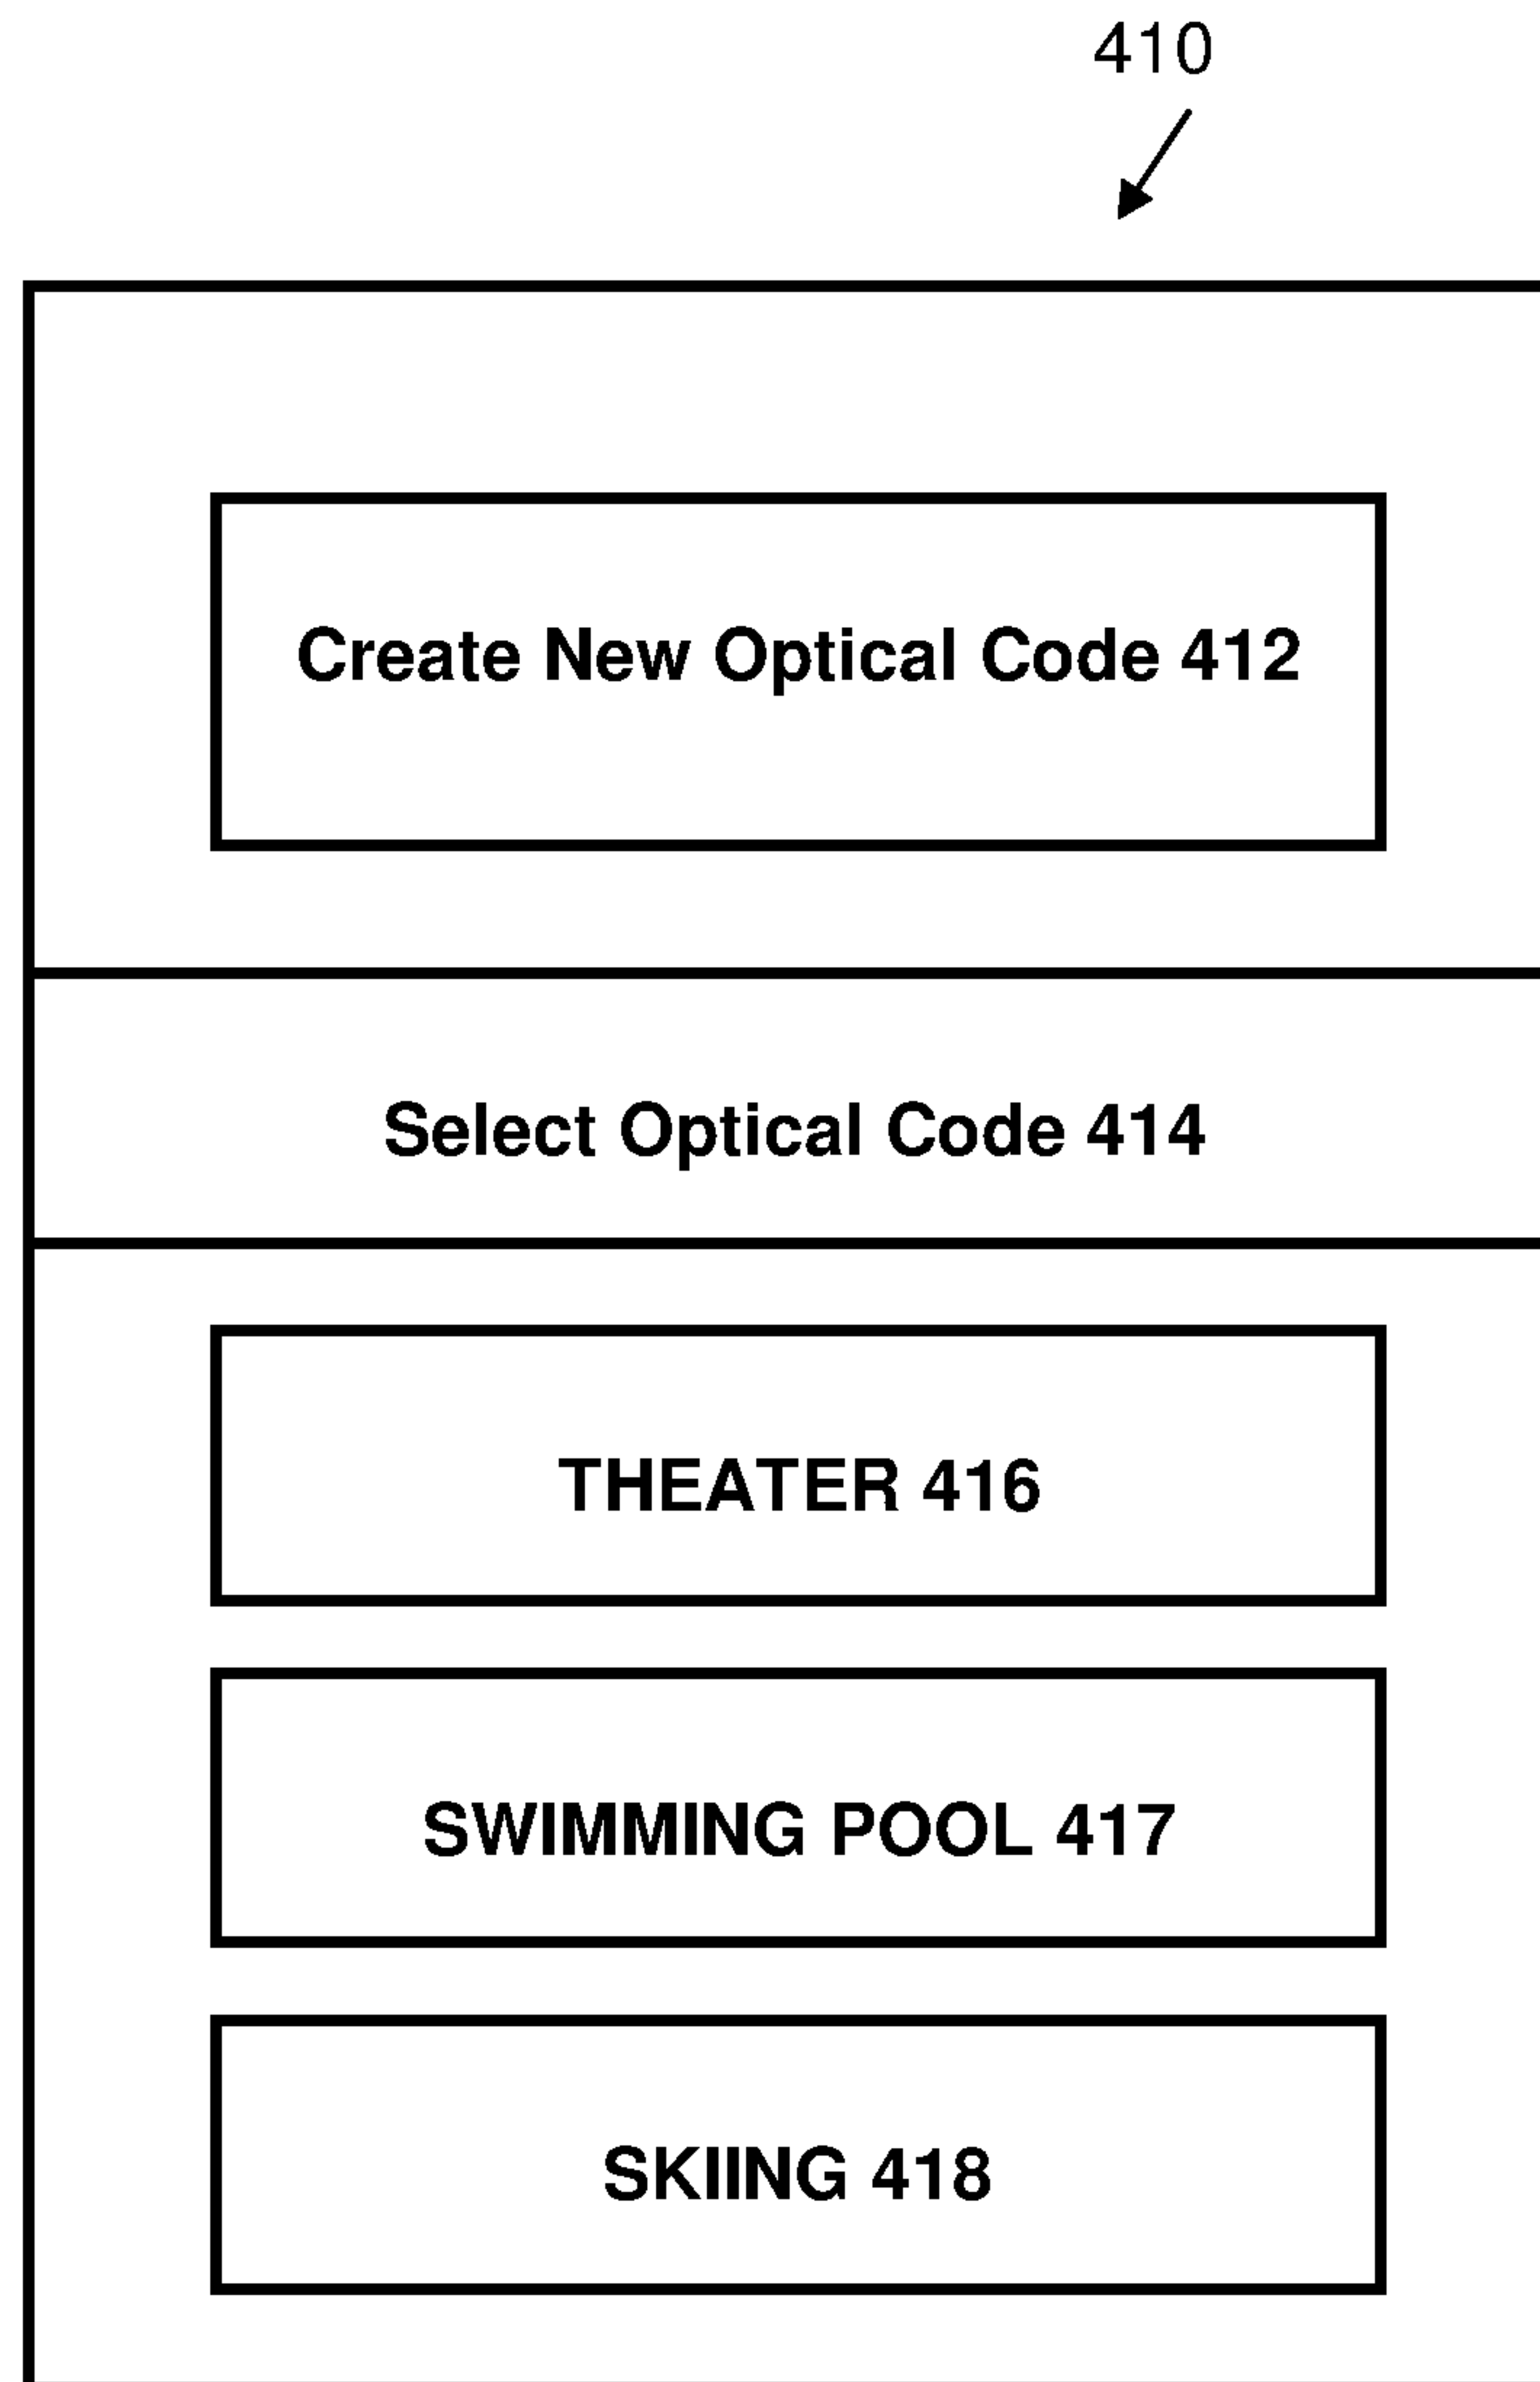 410
Create New Optical Code 412
Select Optical Code 414
THEATER 416
SWIMMING POOL 417
SKIING 418